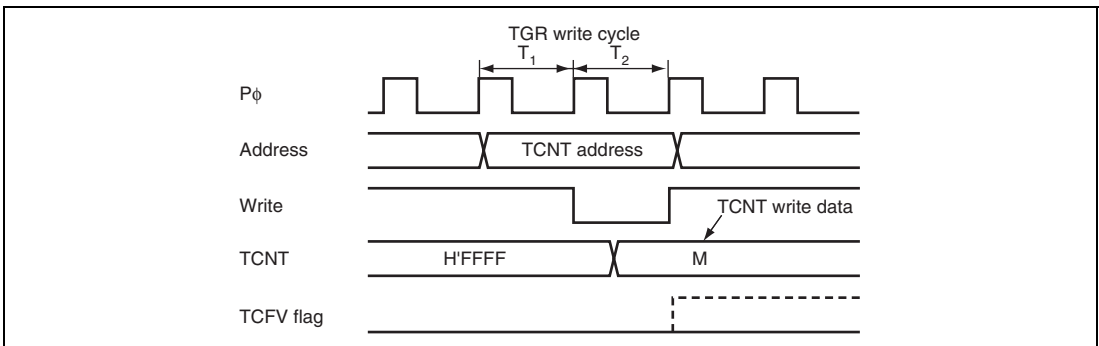 TGR write cycle
T1 T2
Pϕ
Address TCNT address
Write
TCNT write data
TCNT H'FFFF M
TCFV flag